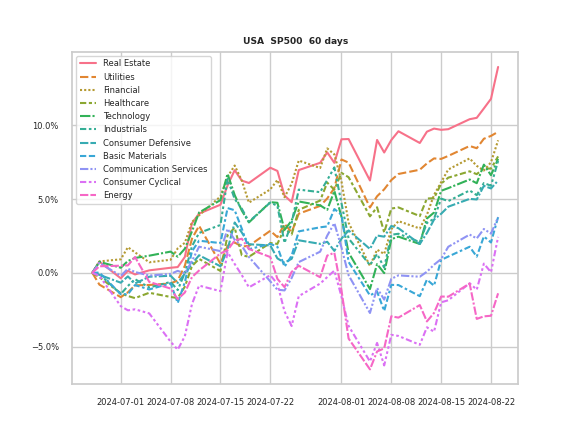 USA  SP500  60 days
Real Estate
Utilities
Financial
Healthcare
Technology
Industrials
Consumer Defensive
Basic Materials
Communication Services
Consumer Cyclical
Energy
10.0%
5.0%
0.0%
−5.0%
2024-07-01 2024-07-08 2024-07-15 2024-07-22 2024-08-01 2024-08-08 2024-08-15 2024-08-22